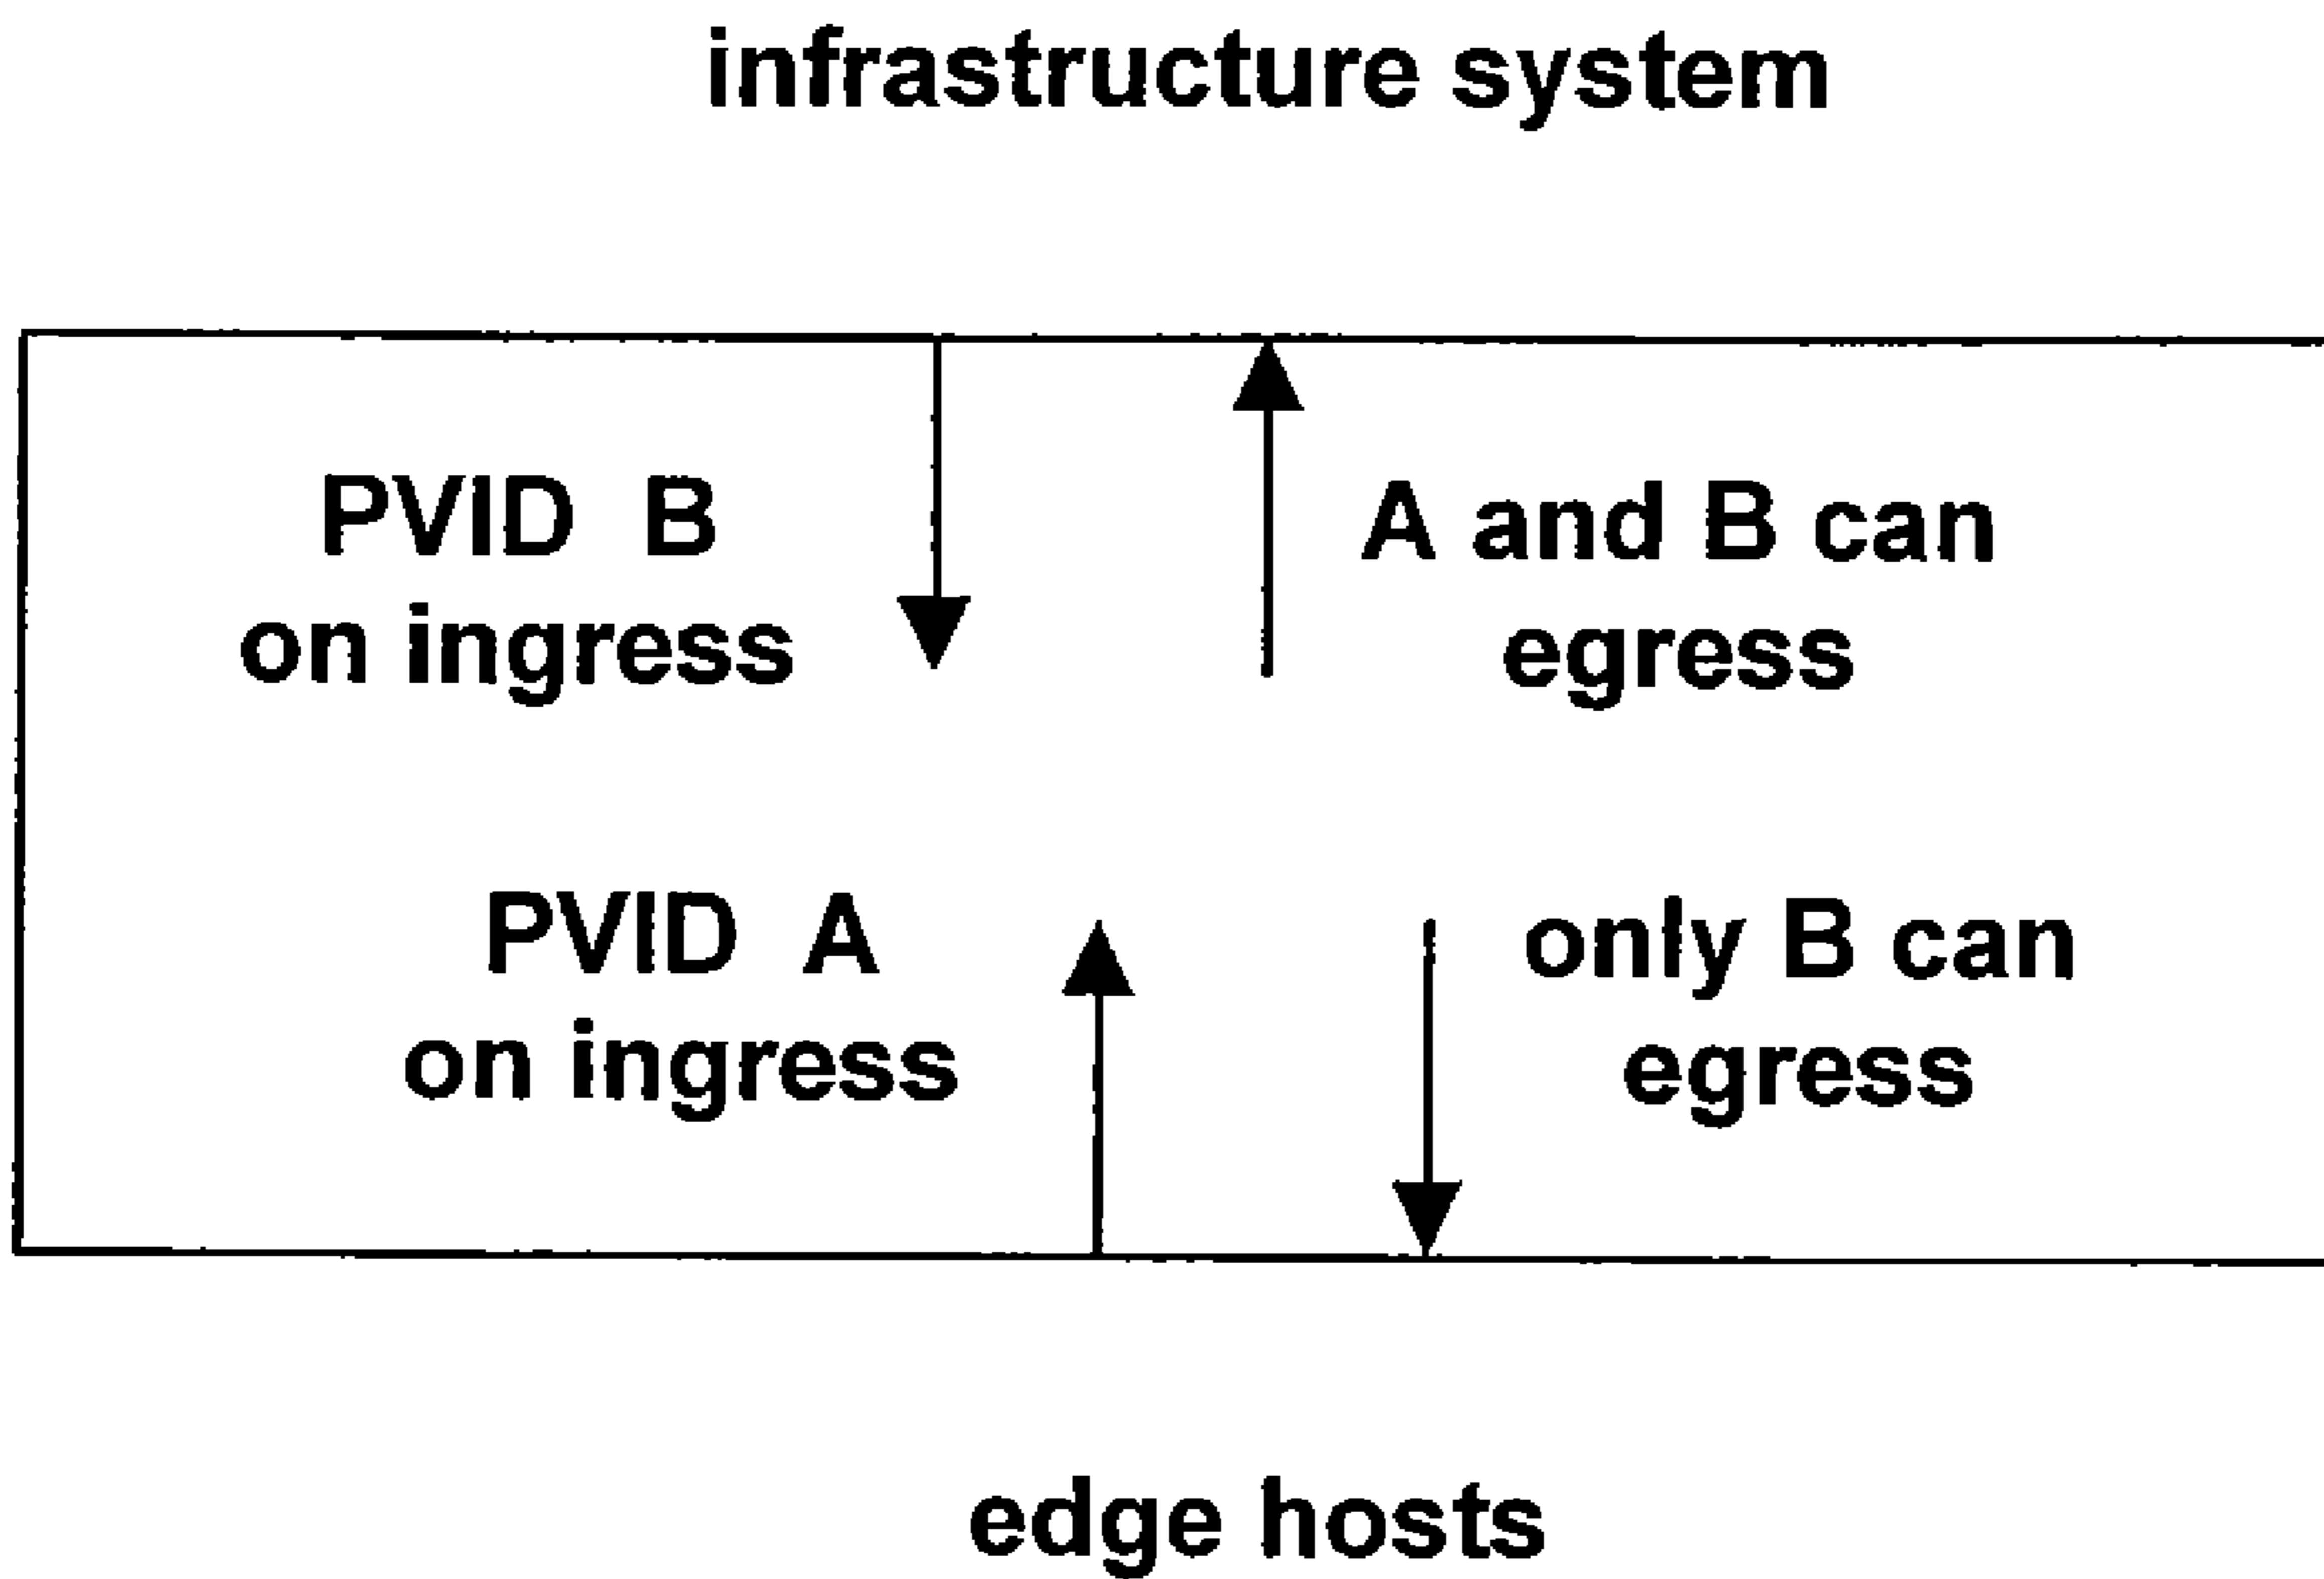 infrastructure system
PVID B
on ingress
A and B can
egress
PVID A
on ingress
only B can
egress
edge hosts